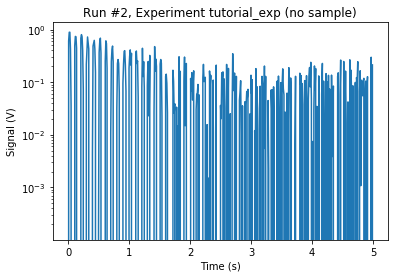 Run #2, Experiment tutorial_exp (no sample)
Signal (V)
10⁰
10⁻¹
10⁻²
10⁻³
0 1 2 3 4 5
Time (s)